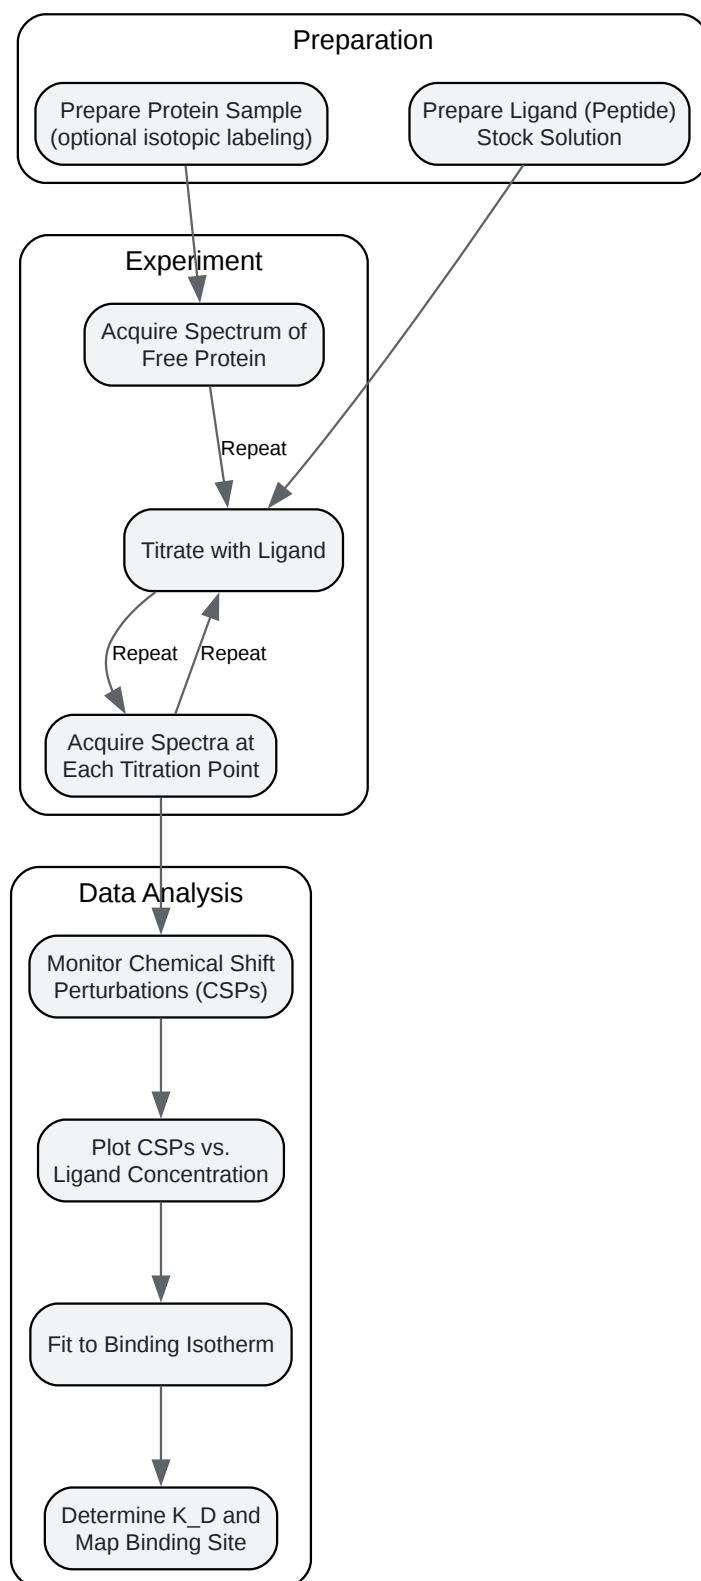 Preparation
Prepare Protein Sample
(optional isotopic labeling)
Prepare Ligand (Peptide)
Stock Solution
Experiment
Acquire Spectrum of
Free Protein
Repeat
Titrate with Ligand
Repeat
Repeat
Acquire Spectra at
Each Titration Point
Data Analysis
Monitor Chemical Shift
Perturbations (CSPs)
Plot CSPs vs.
Ligand Concentration
Fit to Binding Isotherm
Determine K_D and
Map Binding Site